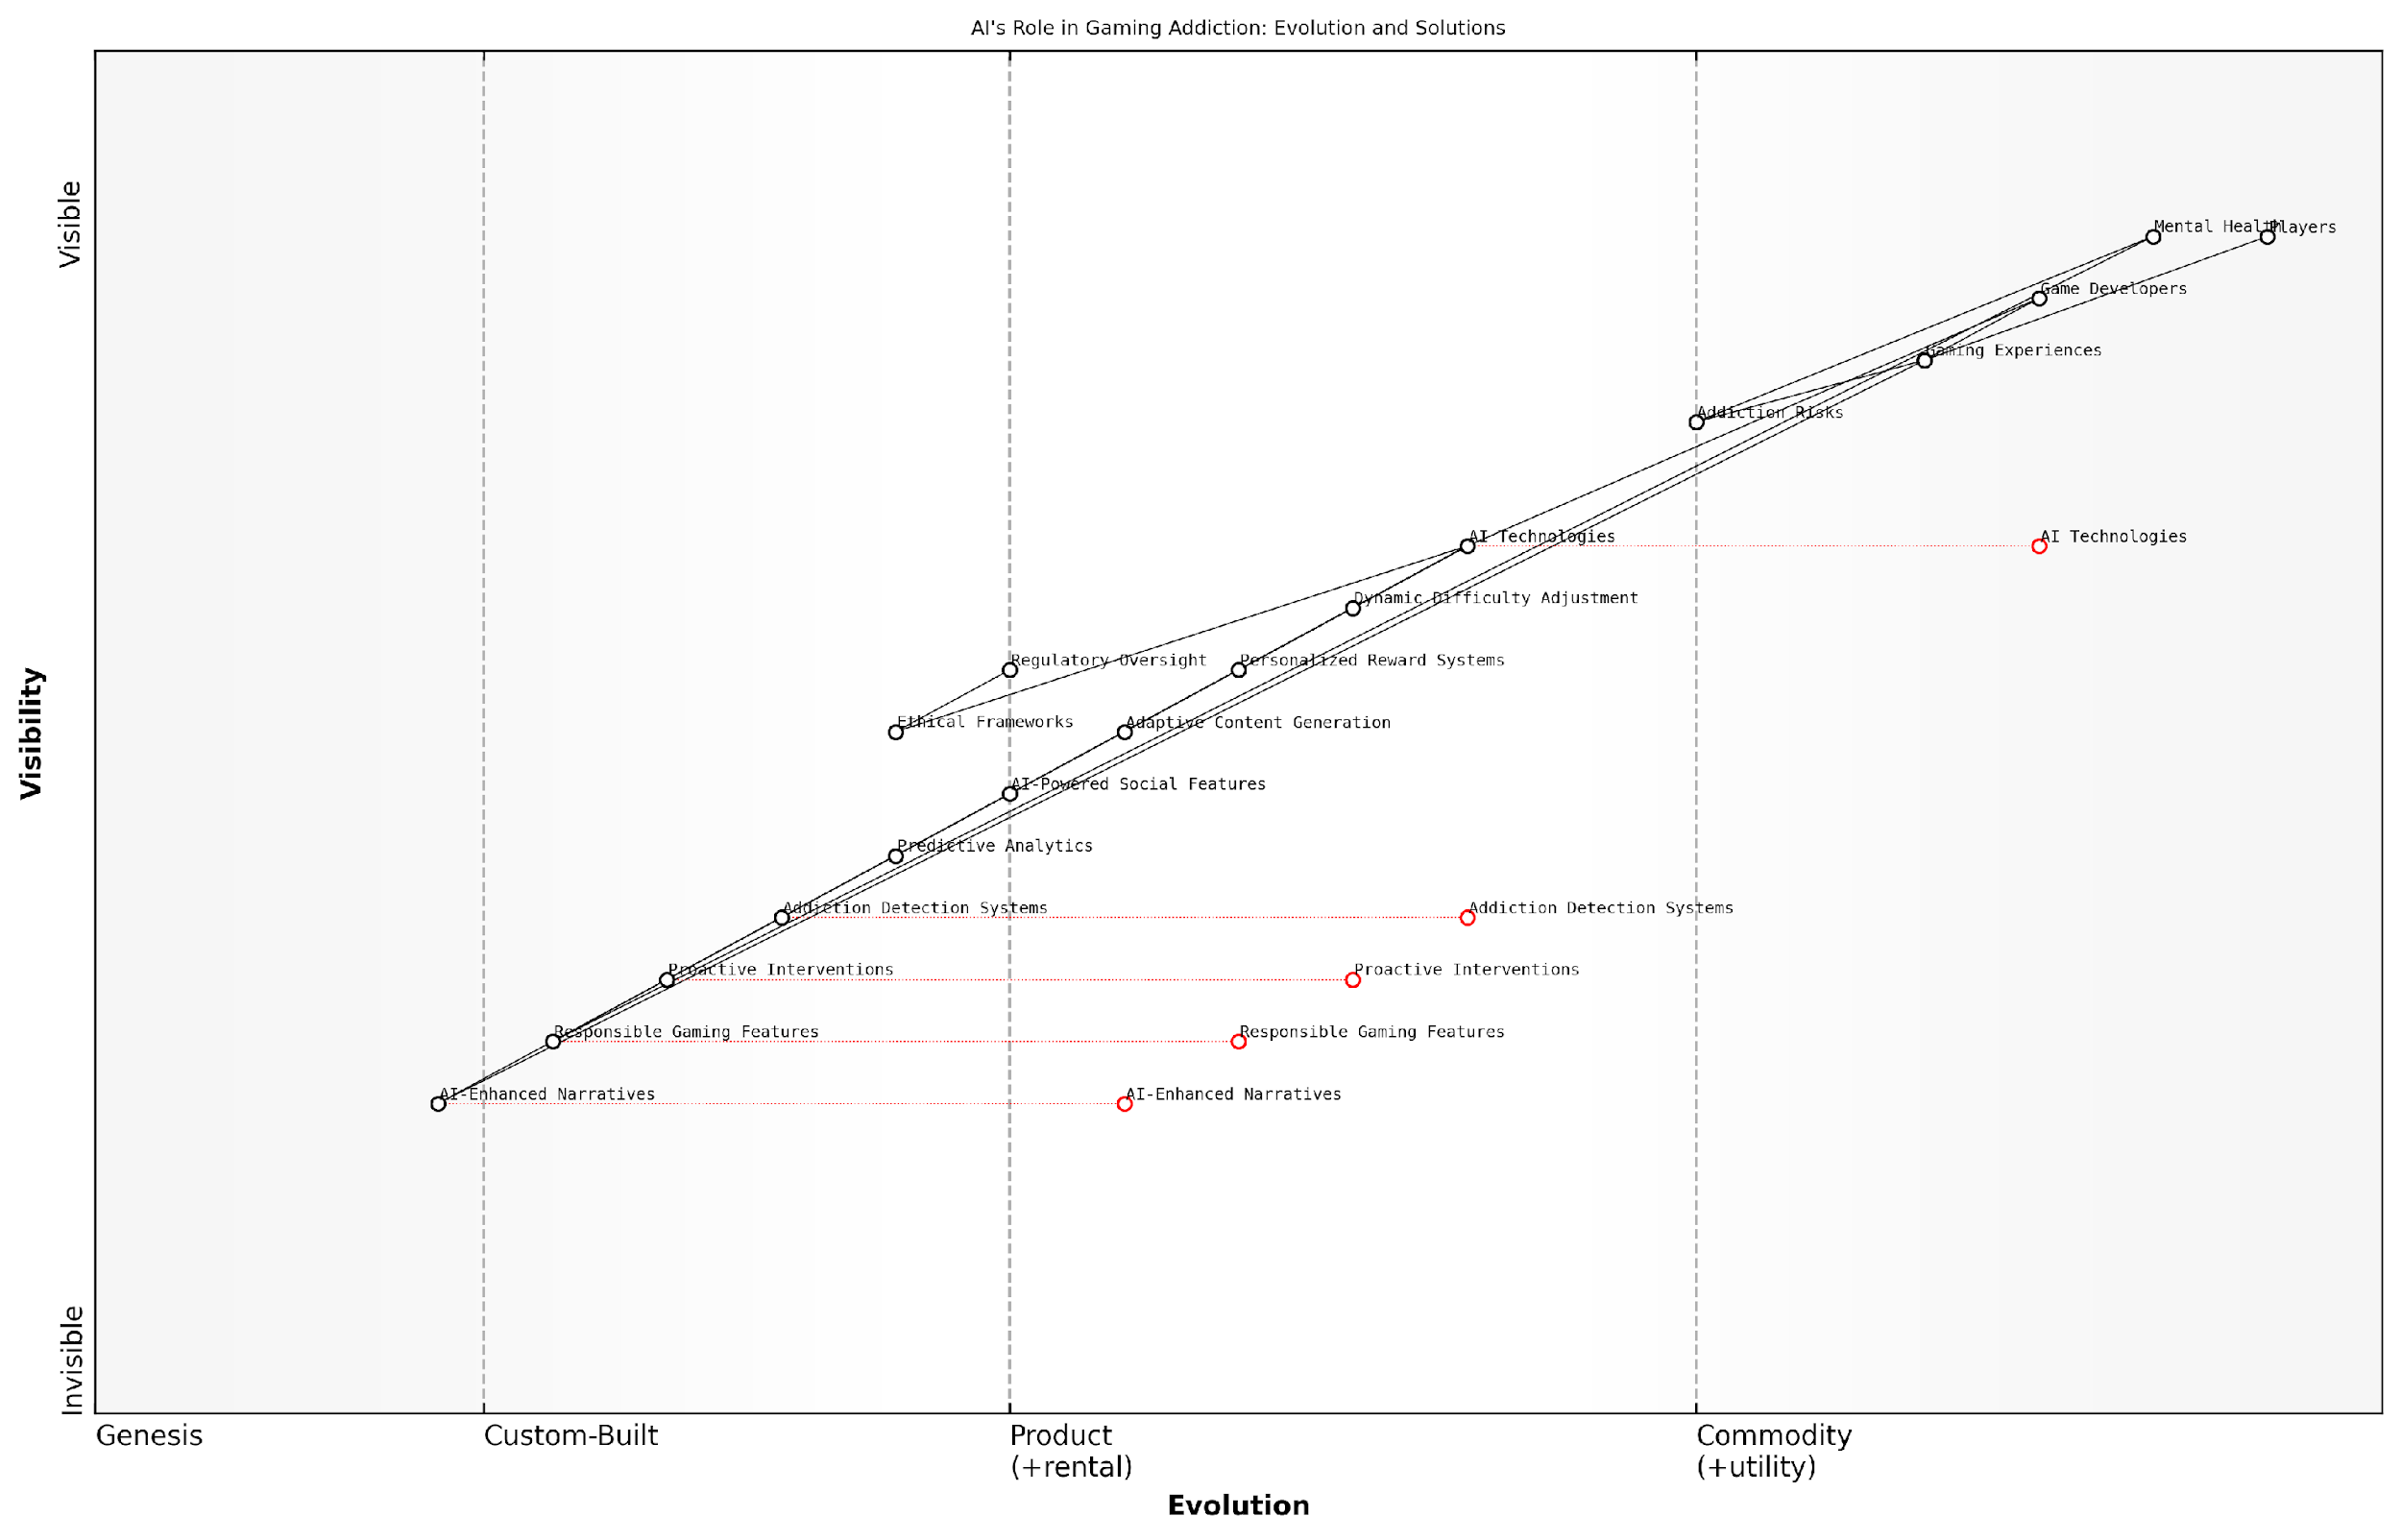 AI's Role in Gaming Addiction: Evolution and Solutions
Visible
Mental Health
Players
Game Developers
Gaming Experiences
Addiction Risks
AI Technologies
AI Technologies
Dynamic Difficulty Adjustment
Regulatory Oversight
Personalized Reward Systems
Ethical Frameworks
Adaptive Content Generation
Visibility
AI-Powered Social Features
Predictive Analytics
Addiction Detection Systems
Addiction Detection Systems
Proactive Interventions
Proactive Interventions
Responsible Gaming Features
Responsible Gaming Features
AI-Enhanced Narratives
AI-Enhanced Narratives
Invisible
Genesis
Custom-Built
Product
(+rental)
Commodity
(+utility)
Evolution